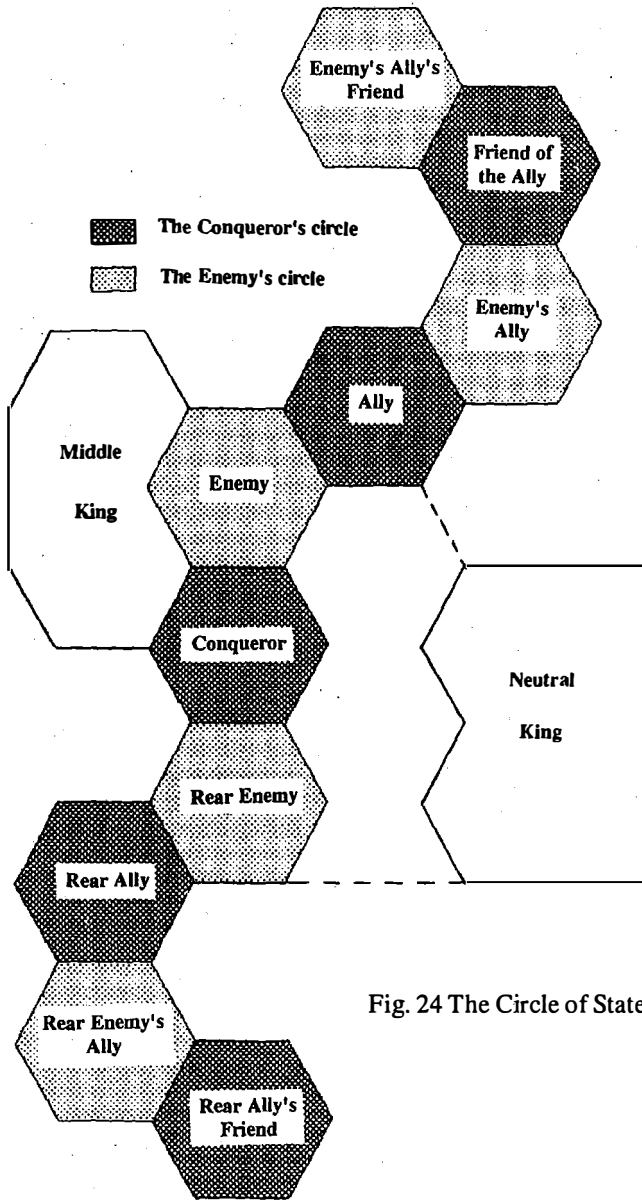 Enemy's Ally's
Friend
Friend of
the Ally
The Conqueror's circle
The Enemy's circle
Enemy's
Ally
Ally
Middle
King
Enemy
Conqueror
Neutral
King
Rear Enemy
Rear Ally
Fig. 24 The Circle of State
Rear Enemy's
Ally
Rear Ally's
Friend